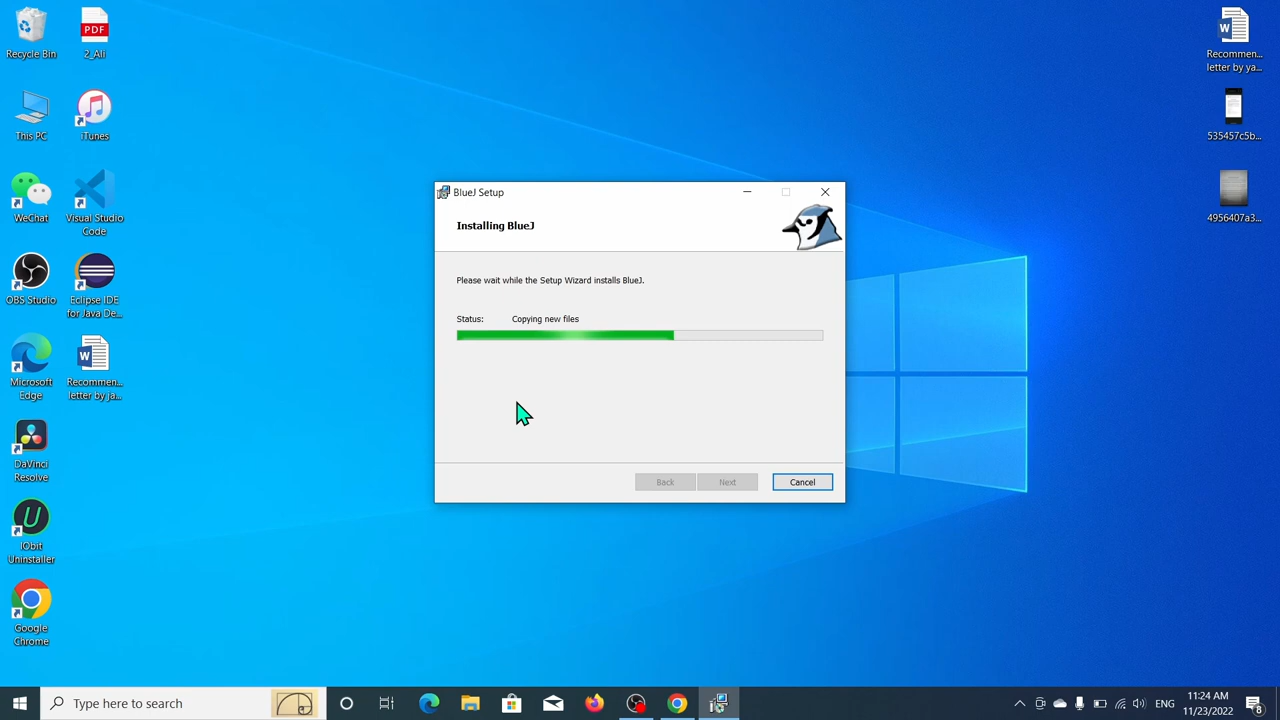 Recycle Bin
PDF
2_Ali
This PC
iTunes
WeChat
Visual Studio
Code
OBS Studio
Eclipse IDE
for Java De...
Microsoft
Edge
Recommen...
letter by ja...
DaVinci
Resolve
IObit
Uninstaller
Google
Chrome
BlueJ Setup
Installing BlueJ
Please wait while the Setup Wizard installs BlueJ.
Status: Copying new files
Back
Next
Cancel
Recommen...
letter by ya...
535457c5b...
4956407a3...
Type here to search
ENG
11:24 AM
11/23/2022
8